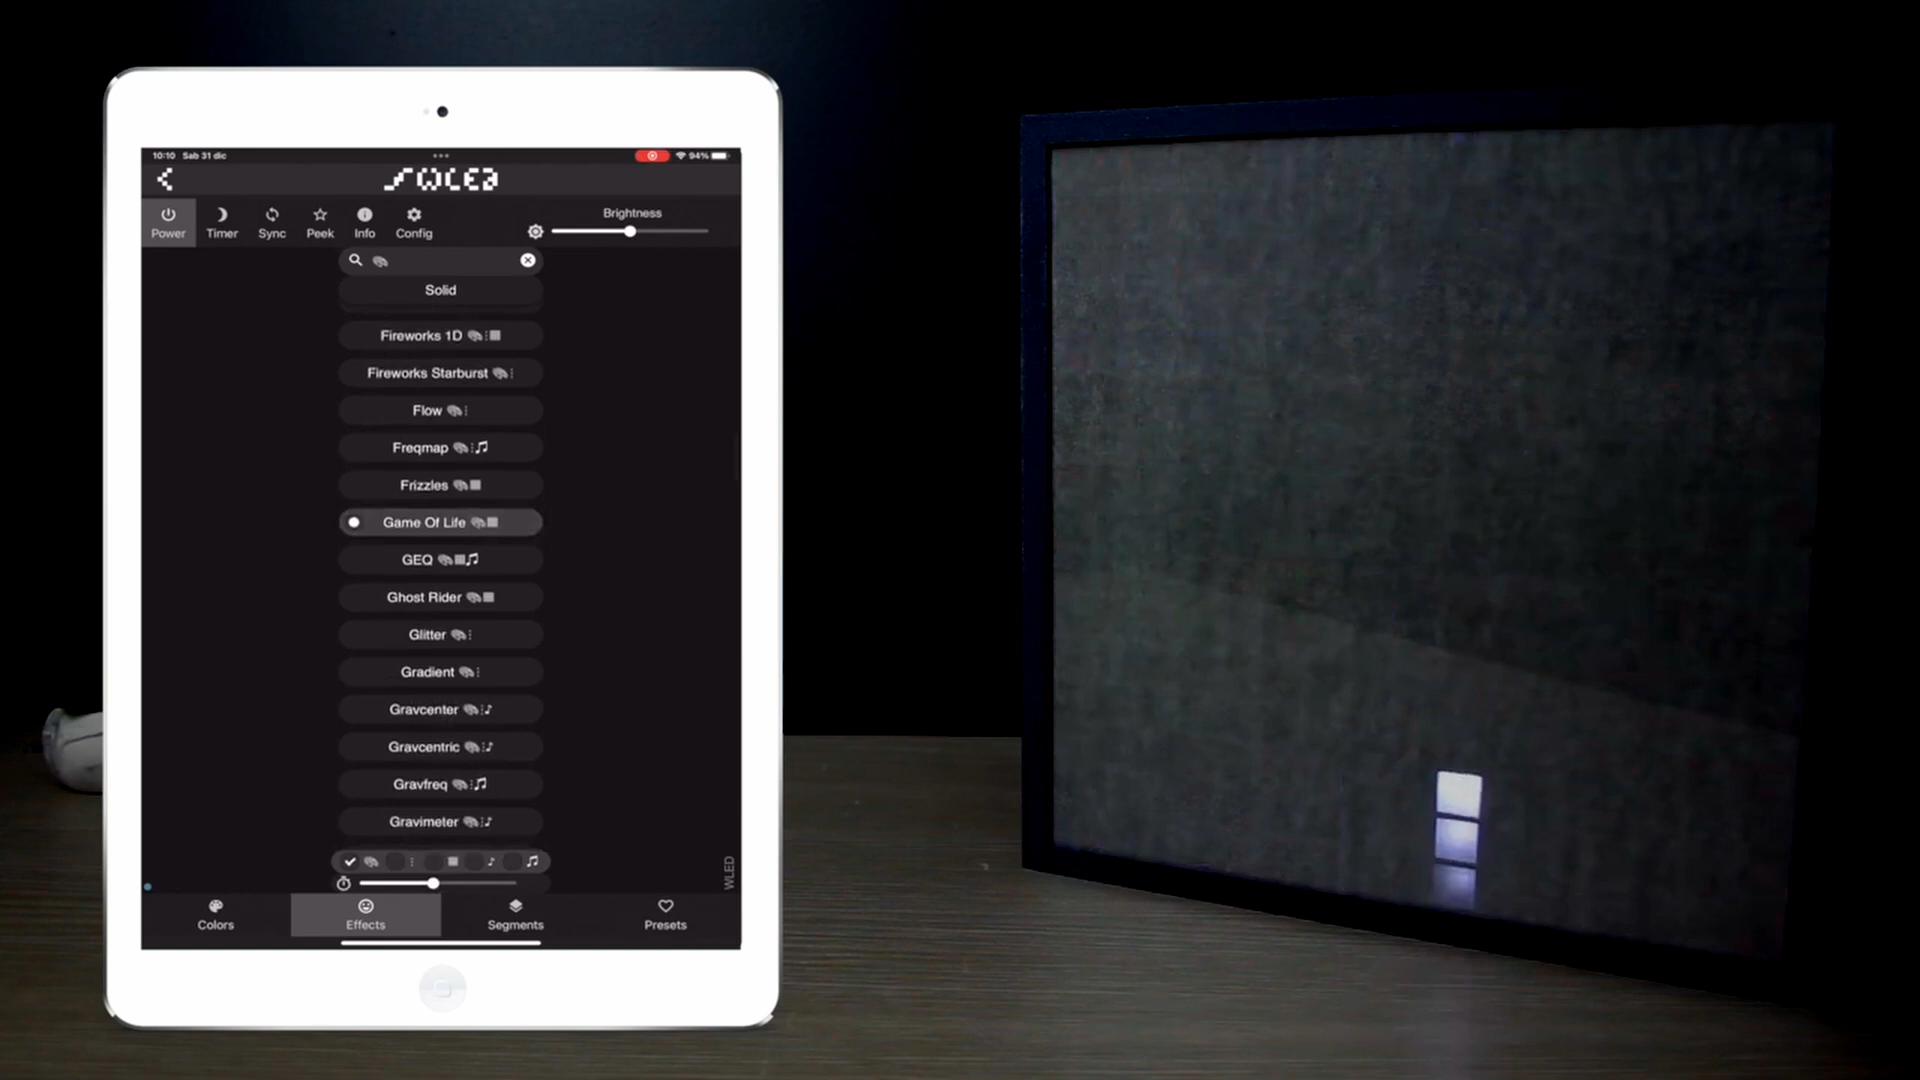 10:10 Sab 31 dic
94%
Power Timer Sync Peek Info Config
Brightness
Solid
Fireworks 1D
Fireworks Starburst
Flow
Freqmap
Frizzles
Game Of Life
GEQ
Ghost Rider
Glitter
Gradient
Gravcenter
Gravcentric
Gravfreq
Gravimeter
WLED
Colors Effects Segments Presets